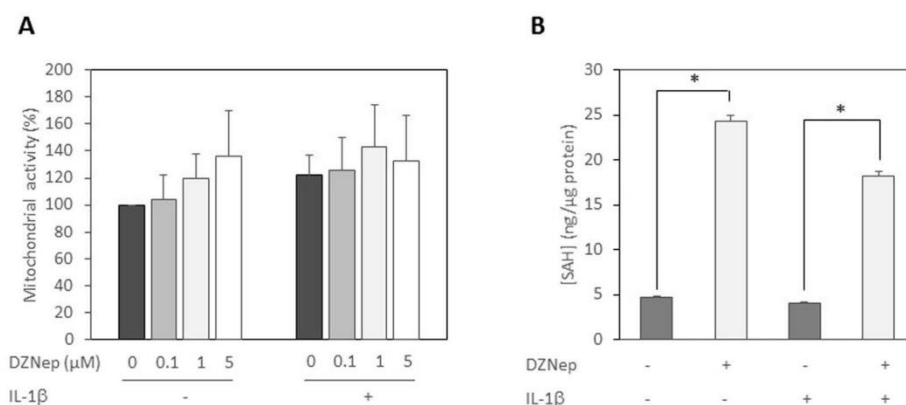 A
Mitochondrial activity (%)
200
180
160
140
120
100
80
60
40
20
0
DZNep (µM) 0 0.1 1 5 0 0.1 1 5
IL-1β - +
B
[SAH] (ng/µg protein)
30
25
20
15
10
5
0
* *
DZNep - + - +
IL-1β - - + +